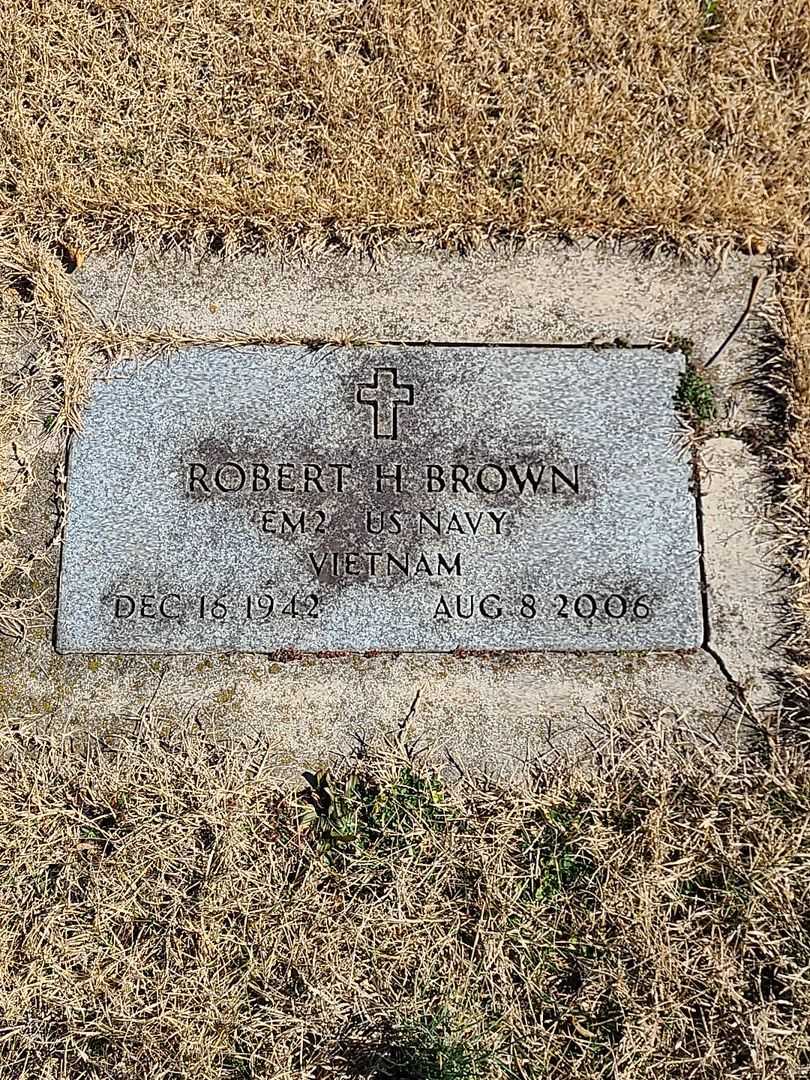 ROBERT H BROWN
EM2 US NAVY
VIETNAM
DEC 16 1942 AUG 8 2006